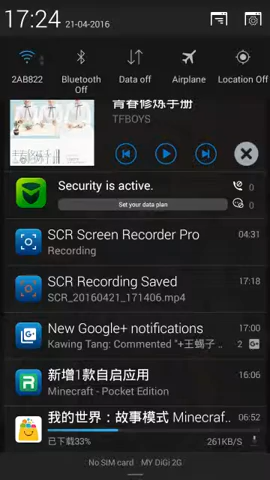 17:24 21-04-2016
2AB822
Bluetooth Off
Data off
Airplane
Location Off
青春修炼手册
TFBOYS
Security is active.
0
Set your data plan
0
SCR Screen Recorder Pro 04:31
Recording
SCR Recording Saved 17:18
SCR_20160421_171406.mp4
New Google+ notifications 17:00
Kawing Tang: Commented "+王蝎子 .. 2
新增1款自启应用 16:06
Minecraft - Pocket Edition
我的世界：故事模式 Minecraf.. 06:52
已下载33% 261KB/S
No SIM card MY DiGi 2G